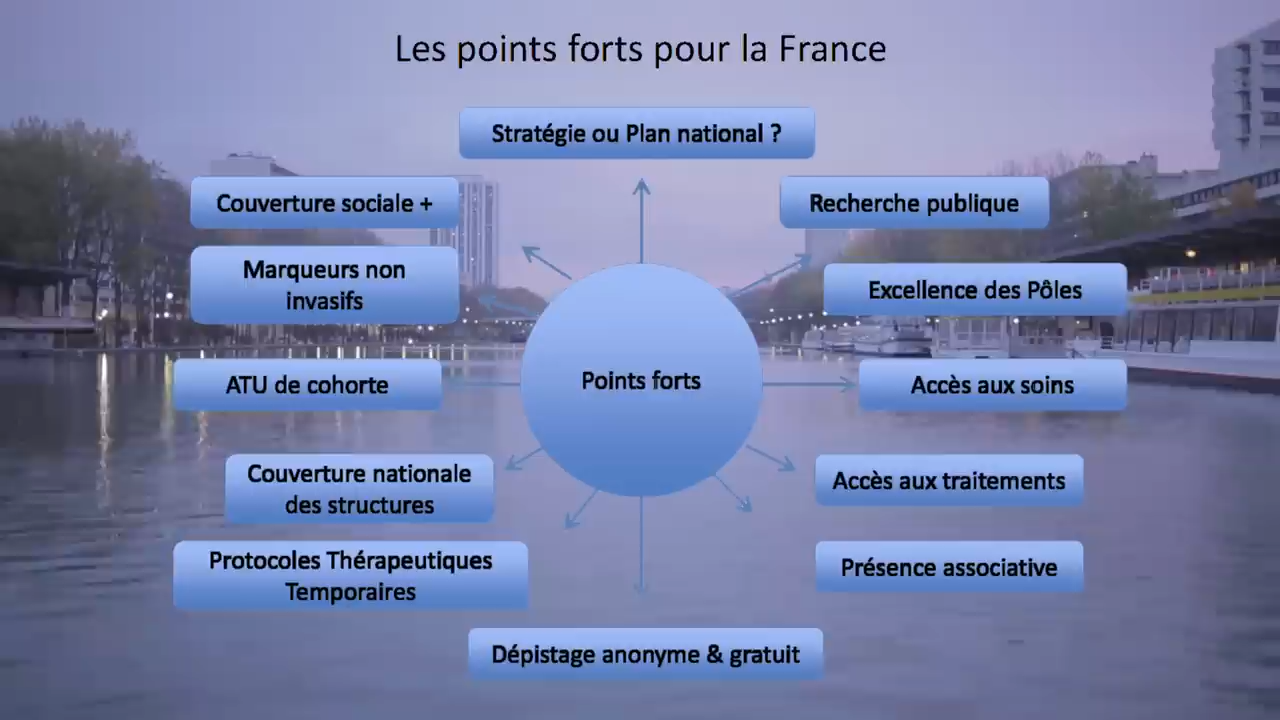 Les points forts pour la France
Stratégie ou Plan national ?
Couverture sociale +
Recherche publique
Marqueurs non
invasifs
Excellence des Pôles
ATU de cohorte
Points forts
Accès aux soins
Couverture nationale
des structures
Accès aux traitements
Protocoles Thérapeutiques
Temporaires
Présence associative
Dépistage anonyme & gratuit